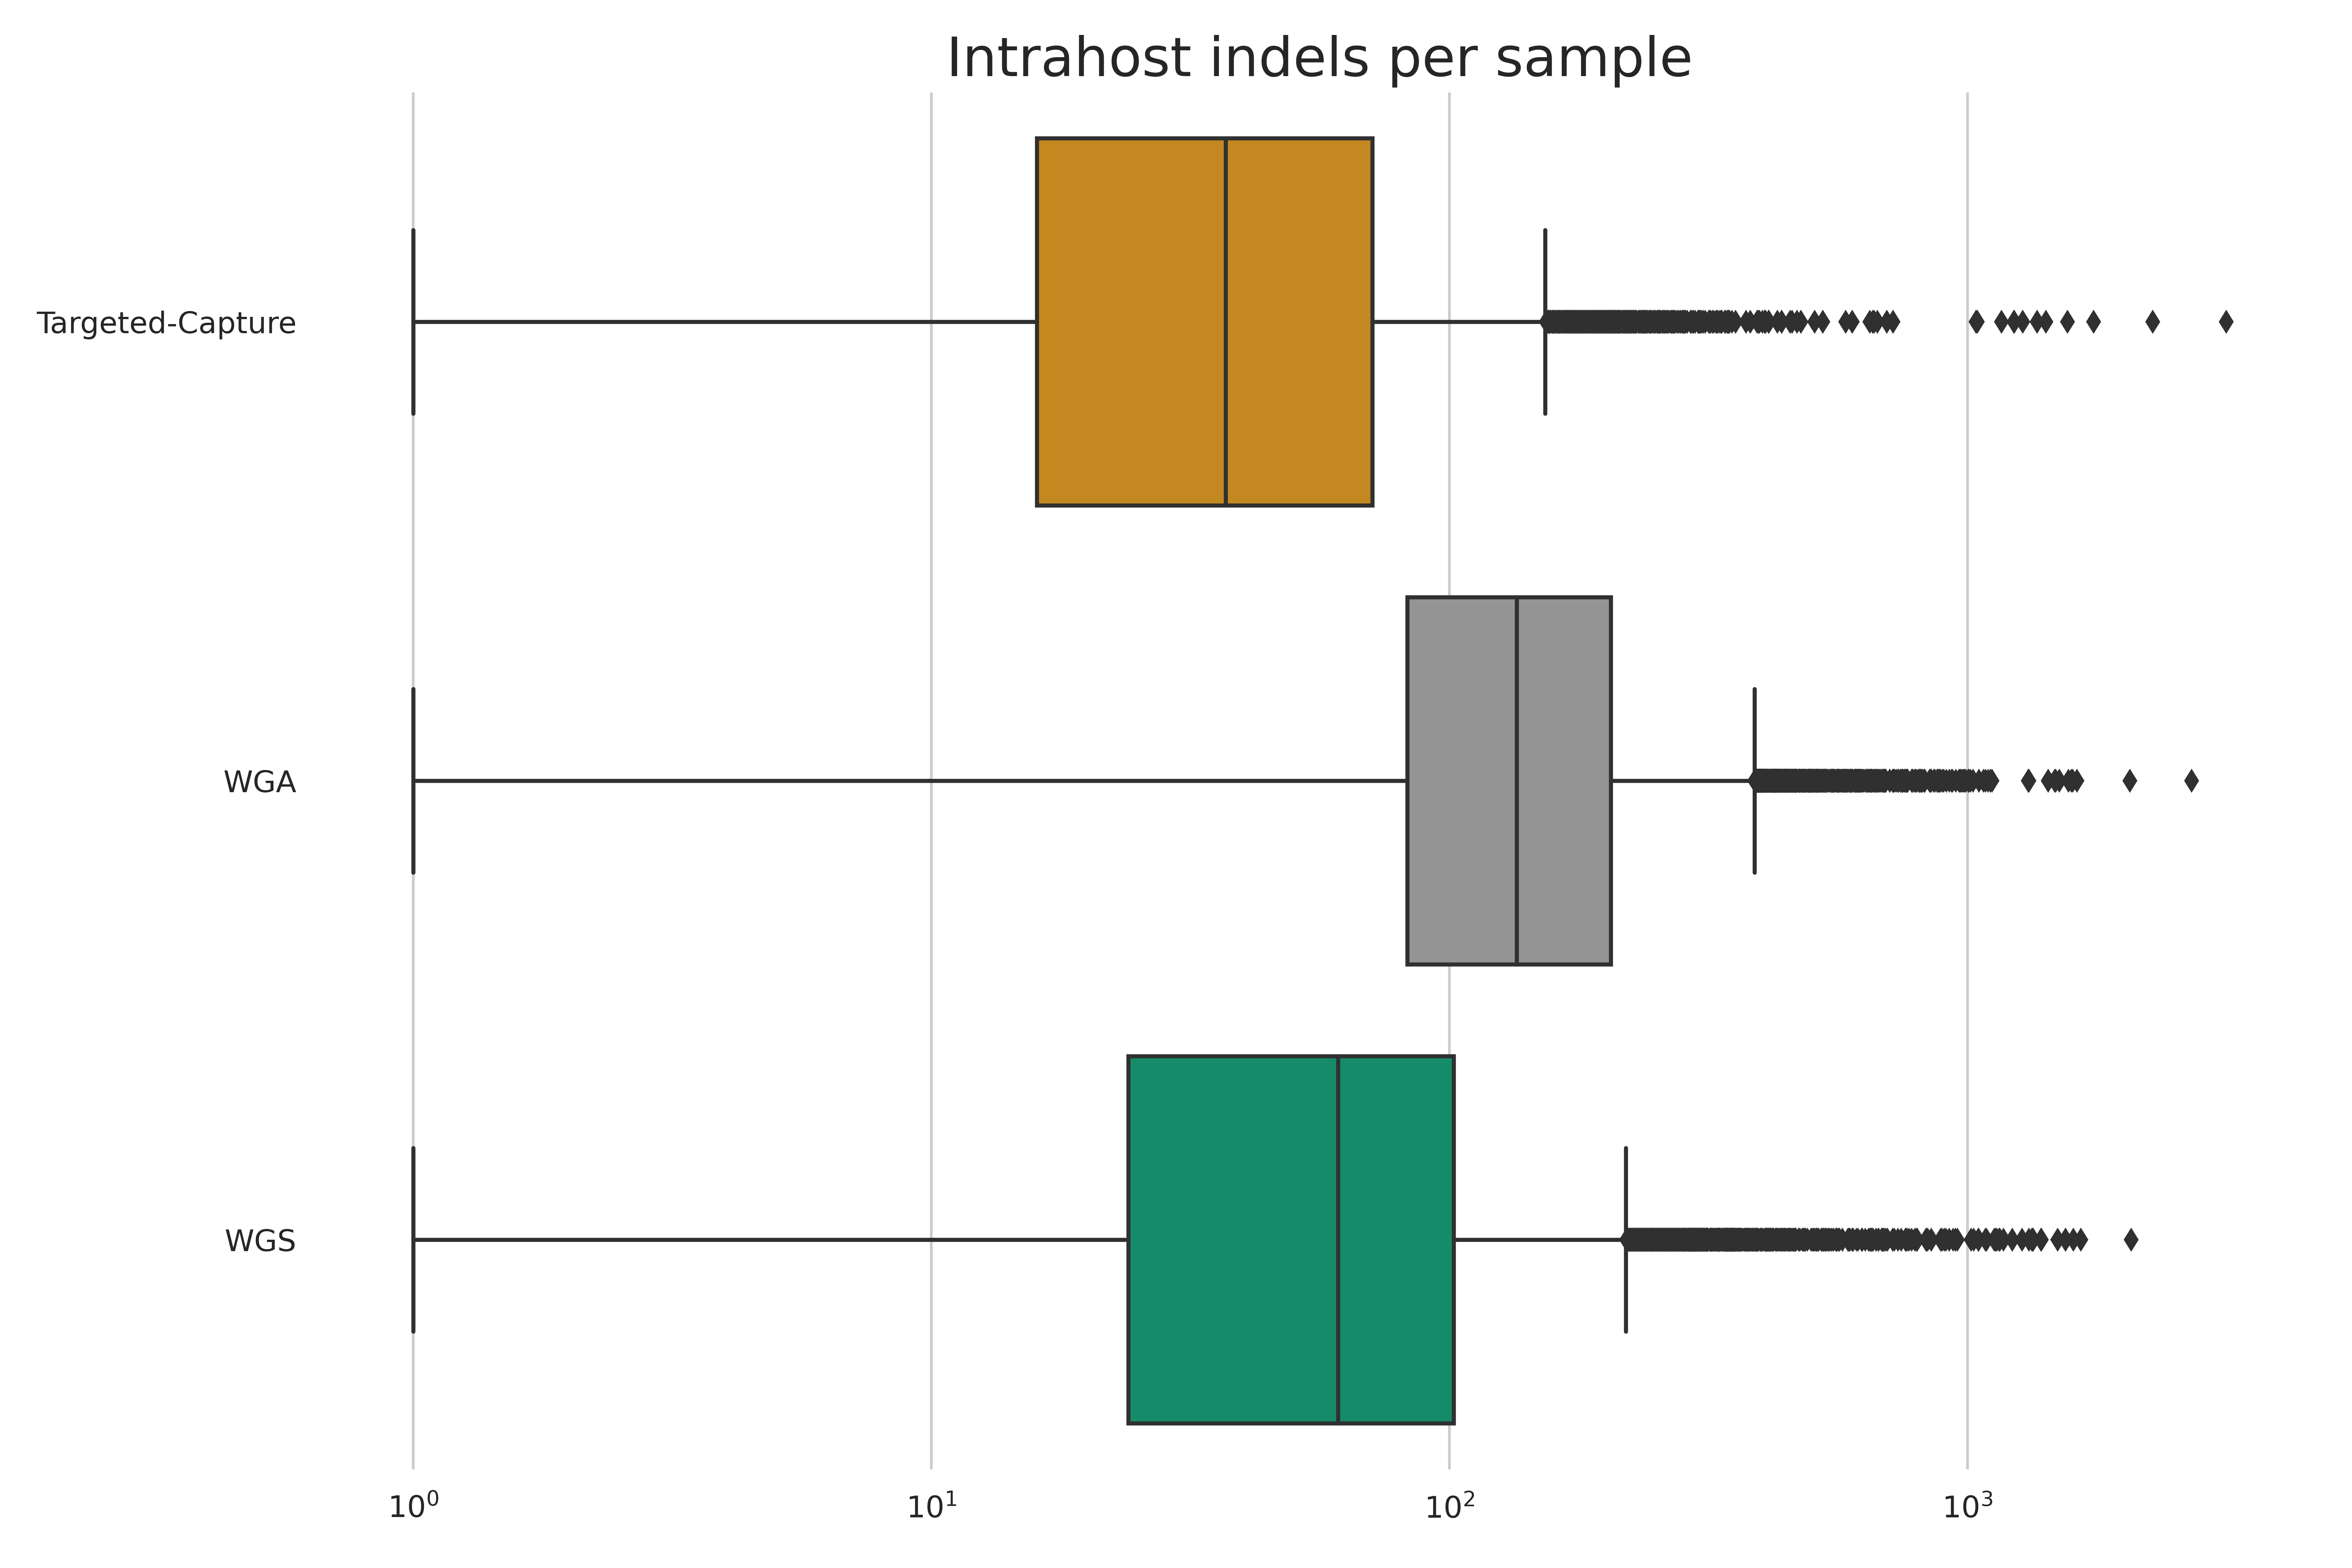 Intrahost indels per sample
Targeted-Capture
WGA
WGS
10⁰ 10¹ 10² 10³